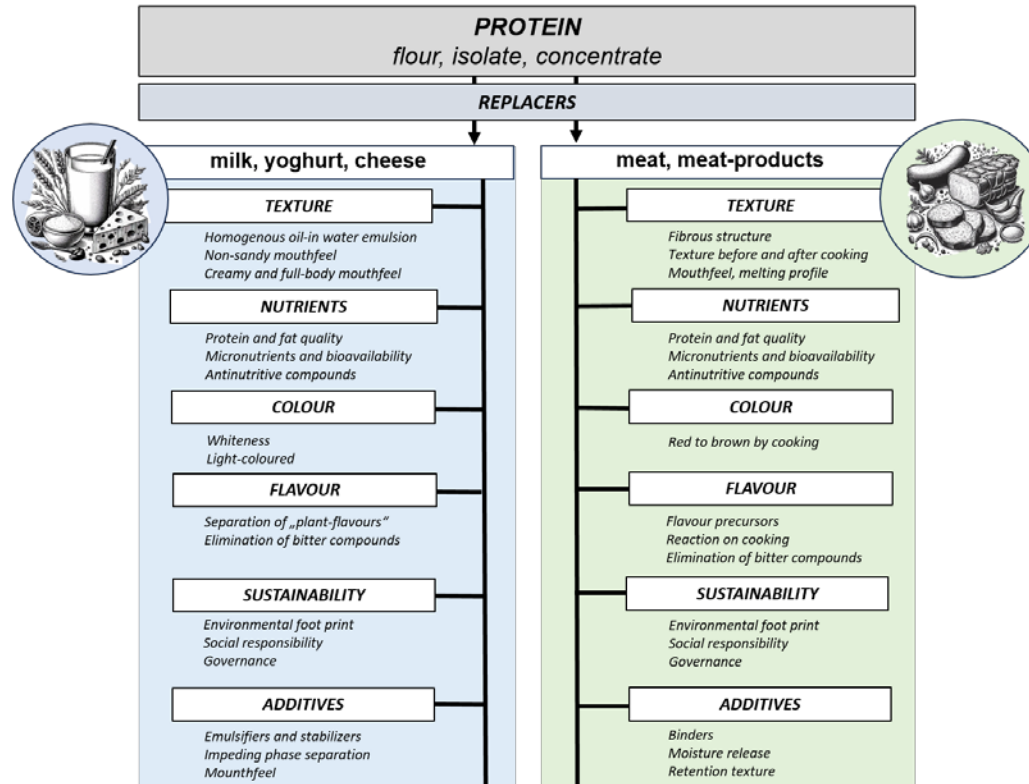 PROTEIN
flour, isolate, concentrate
REPLACERS
milk, yoghurt, cheese
TEXTURE
Homogenous oil-in water emulsion
Non-sandy mouthfeel
Creamy and full-body mouthfeel
NUTRIENTS
Protein and fat quality
Micronutrients and bioavailability
Antinutritive compounds
COLOUR
Whiteness
Light-coloured
FLAVOUR
Separation of „plant-flavours“
Elimination of bitter compounds
SUSTAINABILITY
Environmental foot print
Social responsibility
Governance
ADDITIVES
Emulsifiers and stabilizers
Impeding phase separation
Mounthfeel
meat, meat-products
TEXTURE
Fibrous structure
Texture before and after cooking
Mouthfeel, melting profile
NUTRIENTS
Protein and fat quality
Micronutrients and bioavailability
Antinutritive compounds
COLOUR
Red to brown by cooking
FLAVOUR
Flavour precursors
Reaction on cooking
Elimination of bitter compounds
SUSTAINABILITY
Environmental foot print
Social responsibility
Governance
ADDITIVES
Binders
Moisture release
Retention texture